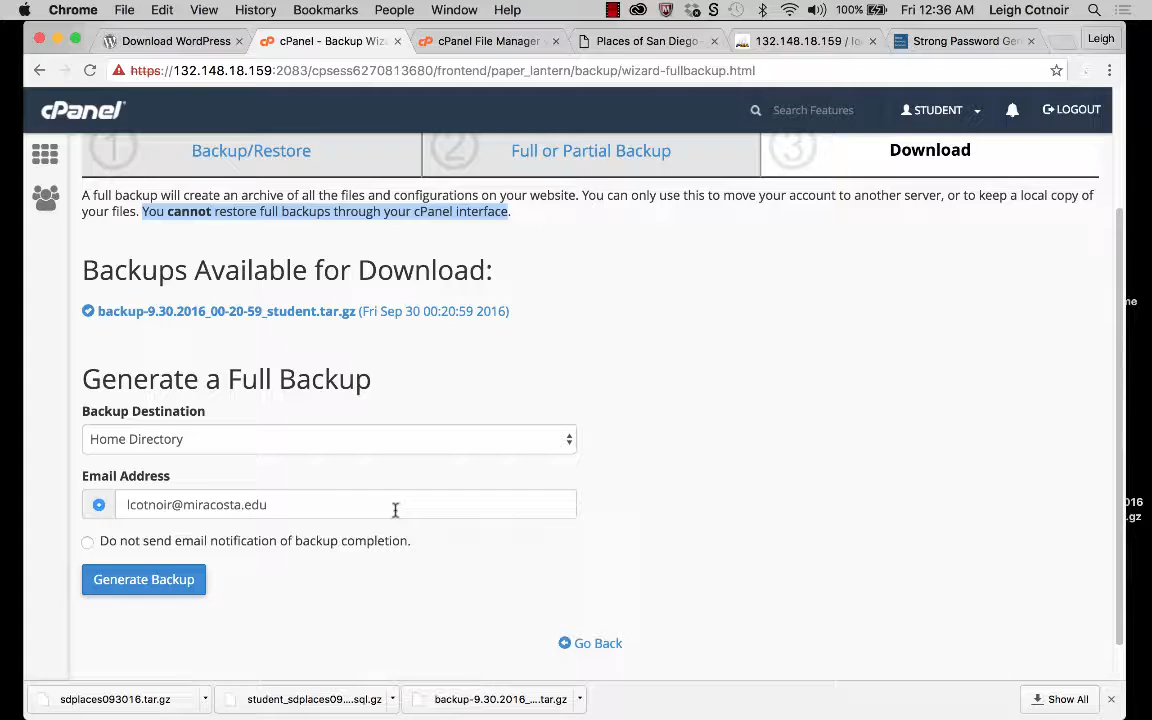 Chrome File Edit View History Bookmarks People Window Help 100% Fri 12:36 AM Leigh Cotnoir
Download WordPress cPanel - Backup Wiz cPanel File Manager - Places of San Diego 132.148.18.159 / lo Strong Password Ge Leigh
https://132.148.18.159:2083/cpsess6270813680/frontend/paper_lantern/backup/wizard-fullbackup.html
cPanel Search Features STUDENT LOGOUT
1 Backup/Restore 2 Full or Partial Backup 3 Download
A full backup will create an archive of all the files and configurations on your website. You can only use this to move your account to another server, or to keep a local copy of
your files. You cannot restore full backups through your cPanel interface.
Backups Available for Download:
backup-9.30.2016_00-20-59_student.tar.gz (Fri Sep 30 00:20:59 2016)
Generate a Full Backup
Backup Destination
Home Directory
Email Address
lcotnoir@miracosta.edu
Do not send email notification of backup completion.
Generate Backup
Go Back
sdplaces093016.tar.gz student_sdplaces09....sql.gz backup-9.30.2016_....tar.gz Show All